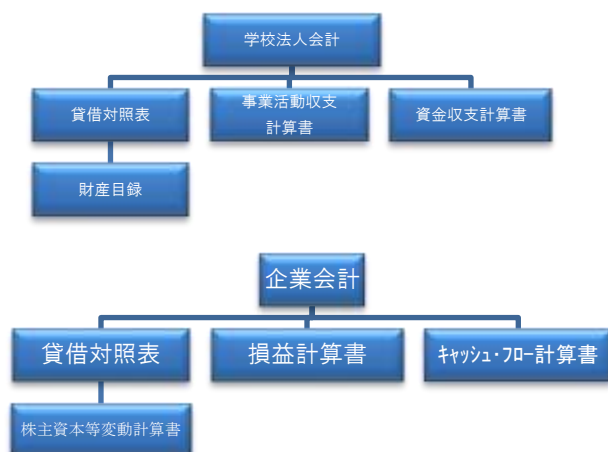 学校法人会計
貸借対照表
事業活動収支
計算書
資金収支計算書
財産目録
企業会計
貸借対照表
損益計算書
ｷｬｯｼｭ･ﾌﾛｰ計算書
株主資本等変動計算書